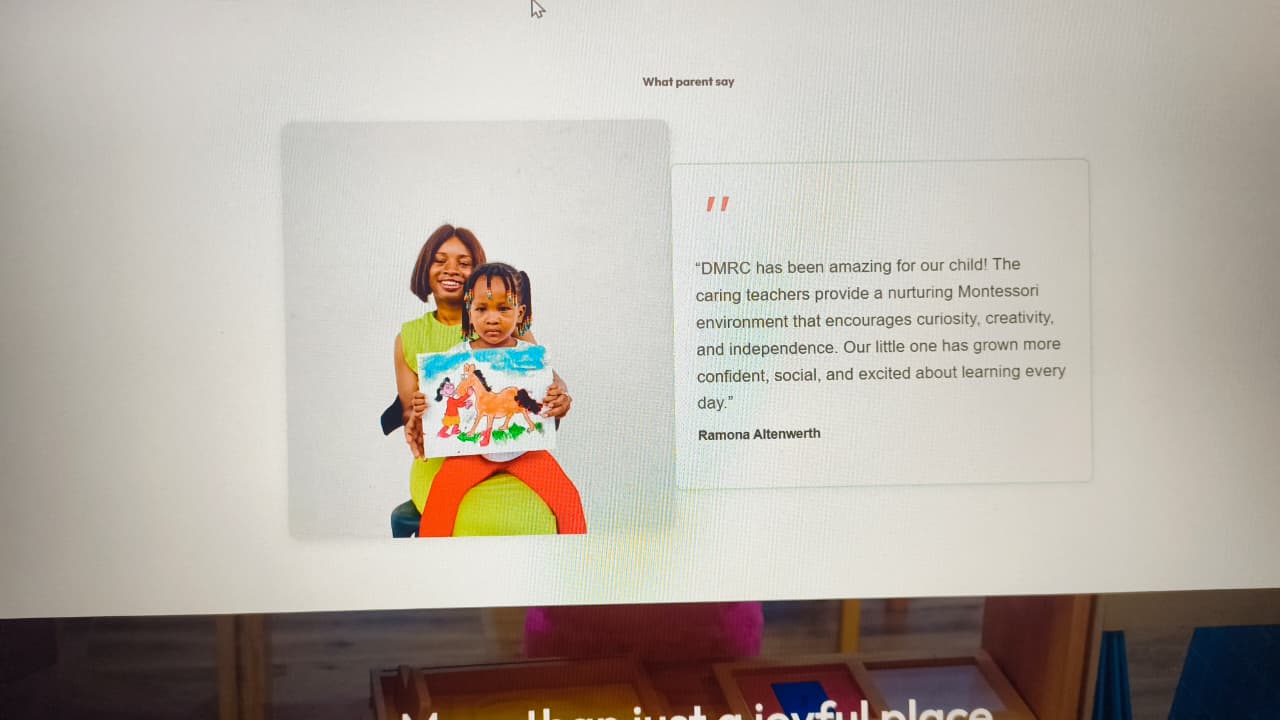 What parent say
"
“DMRC has been amazing for our child! The
caring teachers provide a nurturing Montessori
environment that encourages curiosity, creativity,
and independence. Our little one has grown more
confident, social, and excited about learning every
day.”
Ramona Altenwerth
than just a joyful place